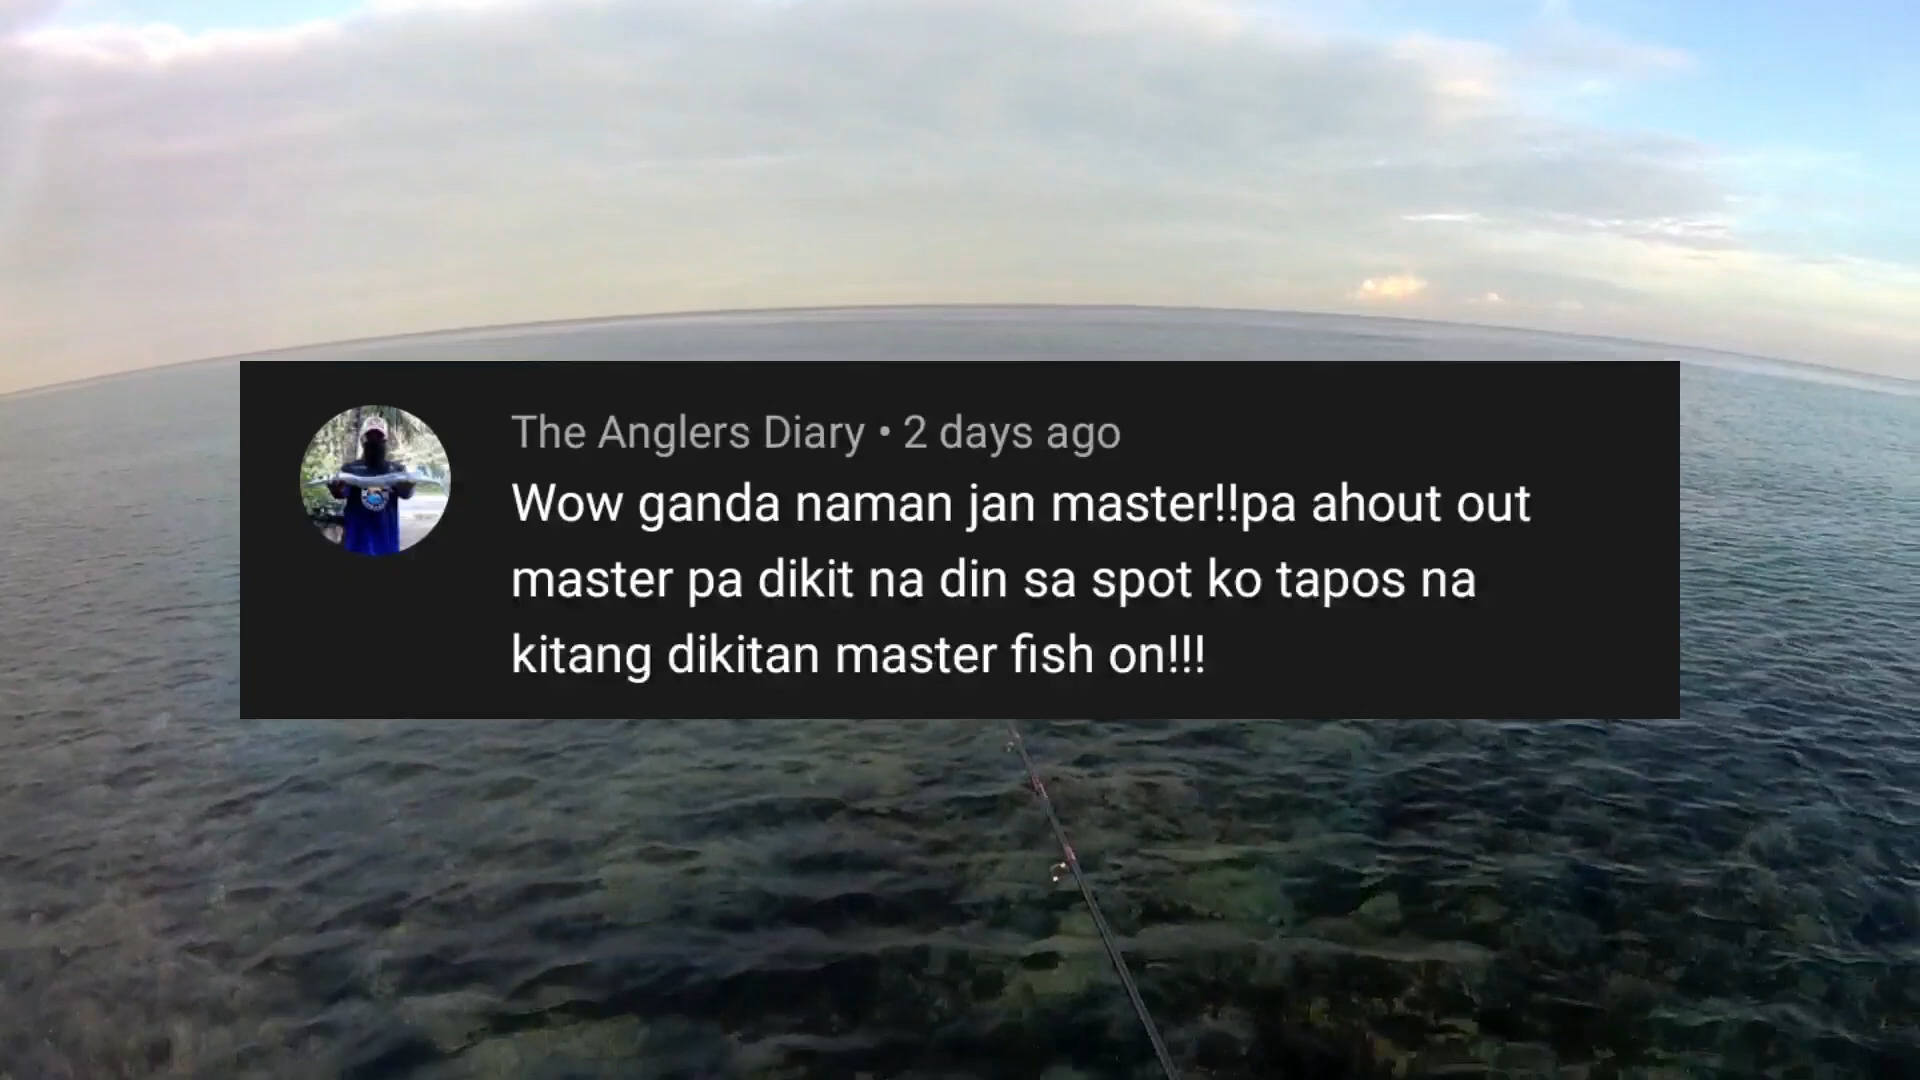 The Anglers Diary • 2 days ago
Wow ganda naman jan master!!pa ahout out
master pa dikit na din sa spot ko tapos na
kitang dikitan master fish on!!!